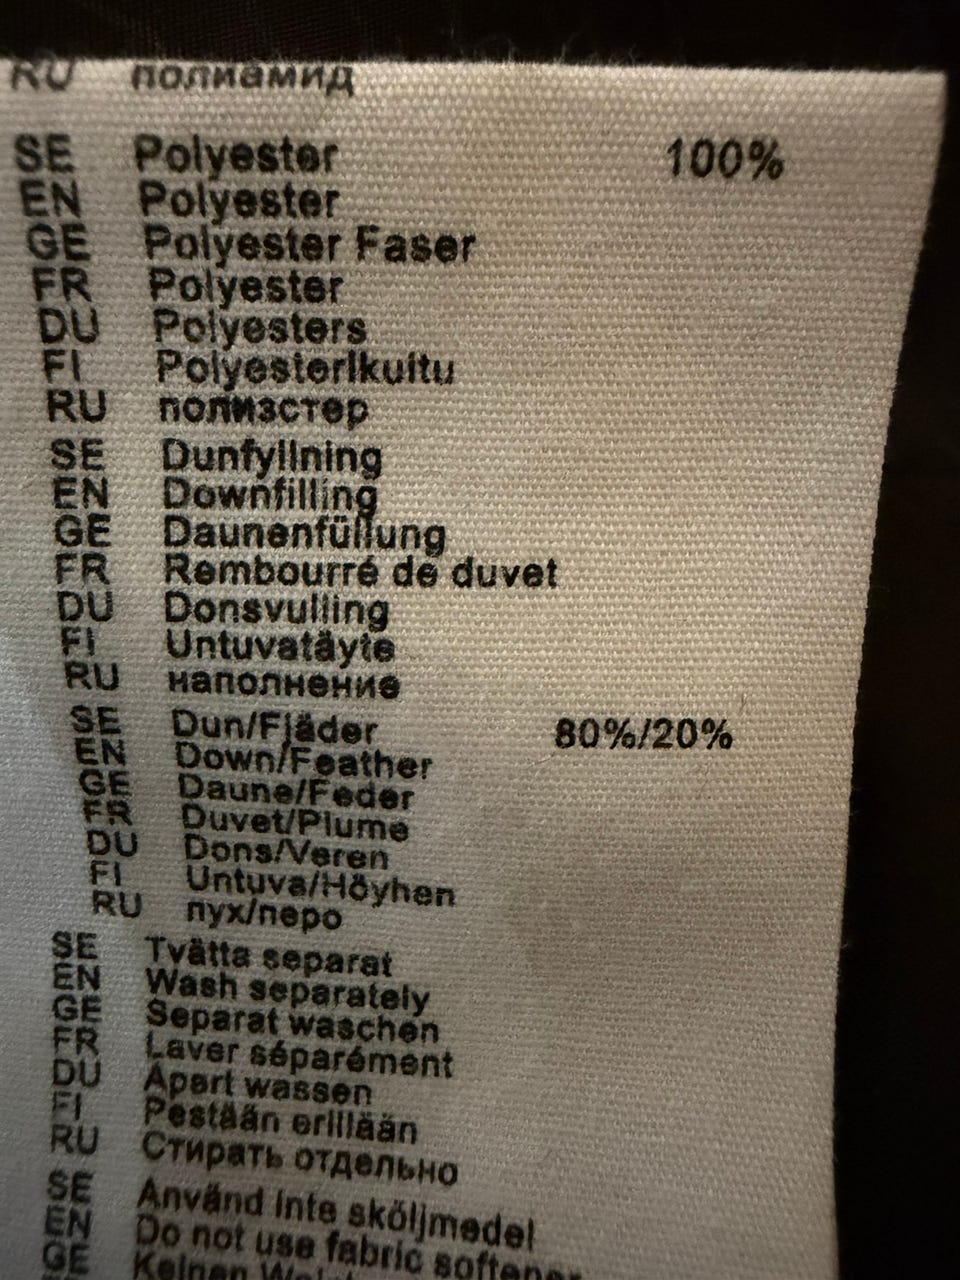 RU полиамид
SE Polyester 100%
EN Polyester
GE Polyester Faser
FR Polyester
DU Polyesters
FI Polyesterikuitu
RU полизстер
SE Dunfyllning
EN Downfilling
GE Daunenfüllung
FR Rembourré de duvet
DU Donsvulling
FI Untuvatäyte
RU наполнение
SE Dun/Fjäder 80%/20%
EN Down/Feather
GE Daune/Feder
FR Duvet/Plume
DU Dons/Veren
FI Untuva/Höyhen
RU пух/перо
SE Tvätta separat
EN Wash separately
GE Separat waschen
FR Laver séparément
DU Apart wassen
FI Pestään erillään
RU Стирать отдельно
SE Använd inte sköljmedel
EN Do not use fabric softener
GE Keinen